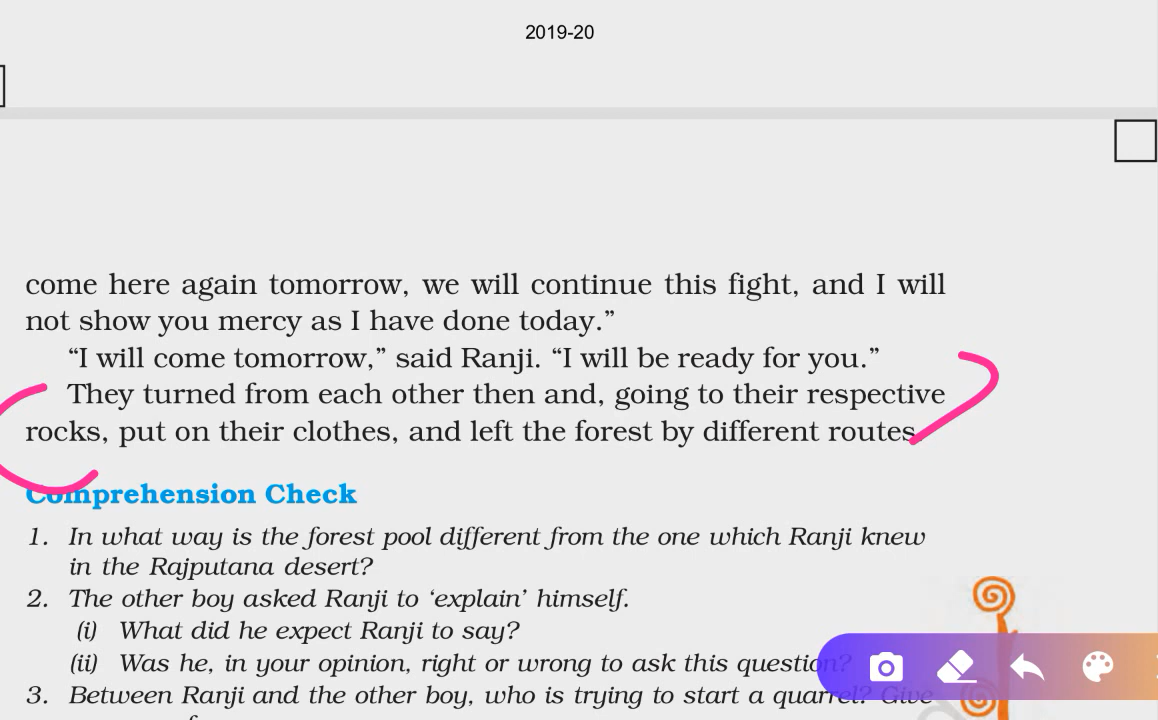 2019-20
come here again tomorrow, we will continue this fight, and I will
not show you mercy as I have done today.”
“I will come tomorrow,” said Ranji. “I will be ready for you.”
They turned from each other then and, going to their respective
rocks, put on their clothes, and left the forest by different routes.
Comprehension Check
1. In what way is the forest pool different from the one which Ranji knew
in the Rajputana desert?
2. The other boy asked Ranji to ‘explain’ himself.
(i) What did he expect Ranji to say?
(ii) Was he, in your opinion, right or wrong to ask this question?
3. Between Ranji and the other boy, who is trying to start a quarrel? Give